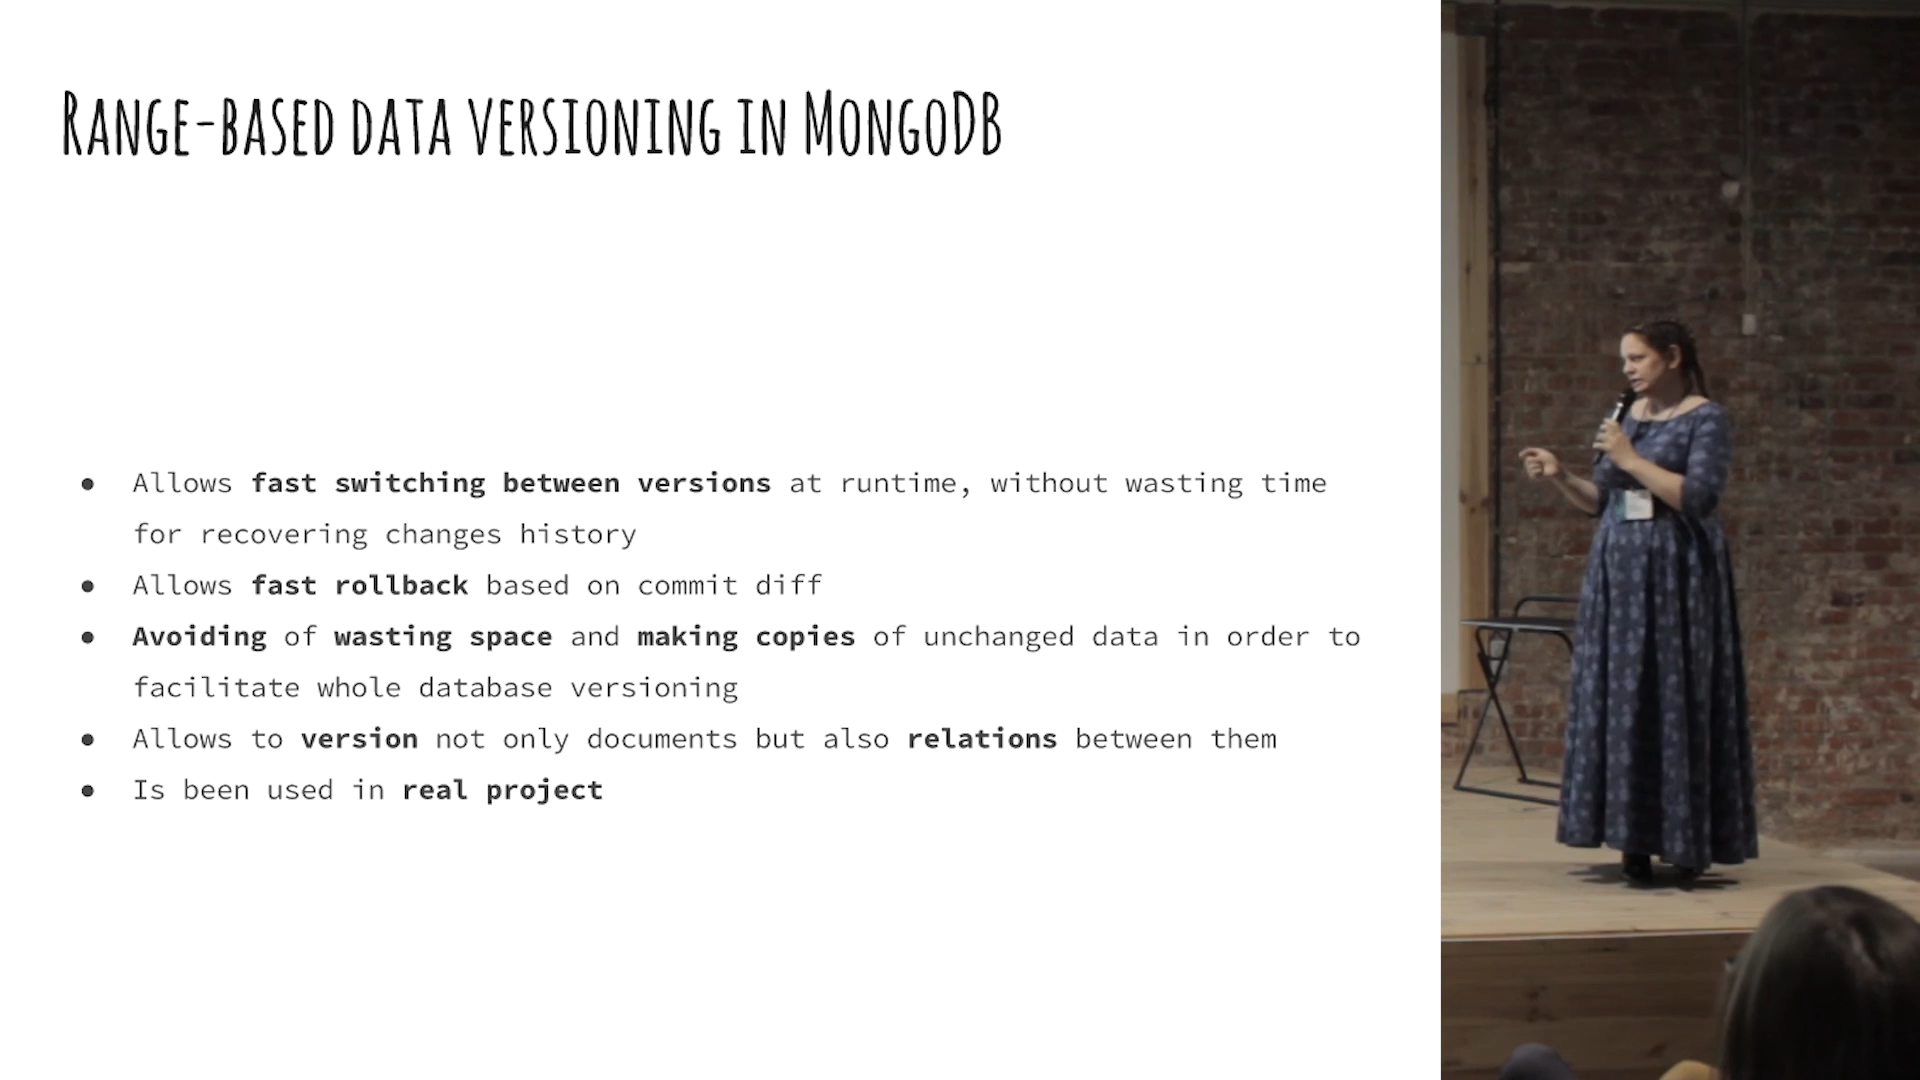 Range-based data versioning in MongoDB
● Allows fast switching between versions at runtime, without wasting time
for recovering changes history
● Allows fast rollback based on commit diff
● Avoiding of wasting space and making copies of unchanged data in order to
facilitate whole database versioning
● Allows to version not only documents but also relations between them
● Is been used in real project